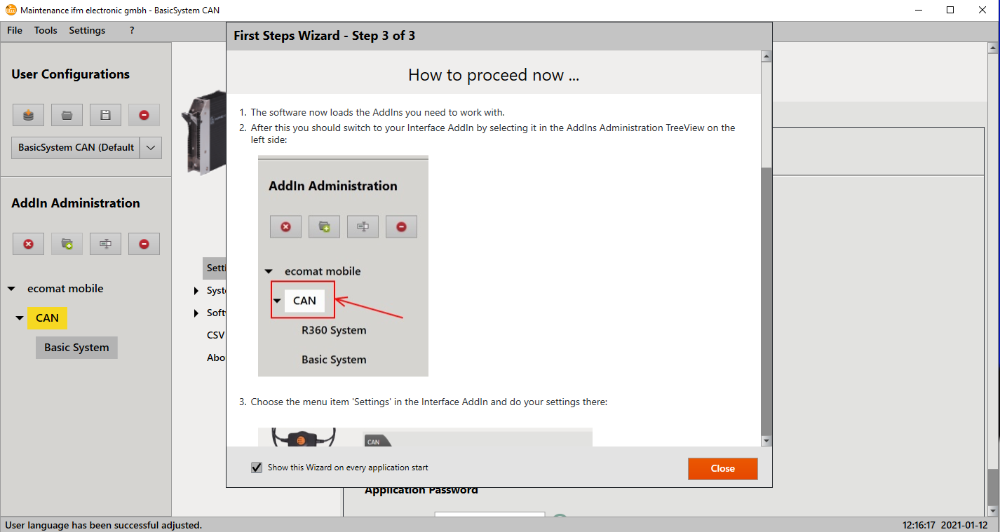 Maintenance ifm electronic gmbh - BasicSystem CAN
File Tools Settings ?
User Configurations
BasicSystem CAN (Default
AddIn Administration
ecomat mobile
CAN
Basic System
Setti
Syst
Soft
CSV
Abo
First Steps Wizard - Step 3 of 3
How to proceed now ...
1. The software now loads the AddIns you need to work with.
2. After this you should switch to your Interface AddIn by selecting it in the AddIns Administration TreeView on the
left side:
AddIn Administration
ecomat mobile
CAN
R360 System
Basic System
3. Choose the menu item 'Settings' in the Interface AddIn and do your settings there:
CAN
Show this Wizard on every application start
Close
Application Password
User language has been successful adjusted.
12:16:17 2021-01-12